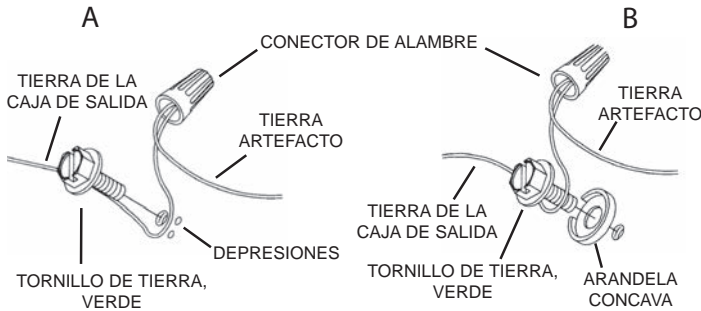 A
B
CONECTOR DE ALAMBRE
TIERRA DE LA
CAJA DE SALIDA
TIERRA
ARTEFACTO
DEPRESIONES
TORNILLO DE TIERRA,
VERDE
TIERRA
ARTEFACTO
TIERRA DE LA
CAJA DE SALIDA
TORNILLO DE TIERRA,
VERDE
ARANDELA
CONCAVA